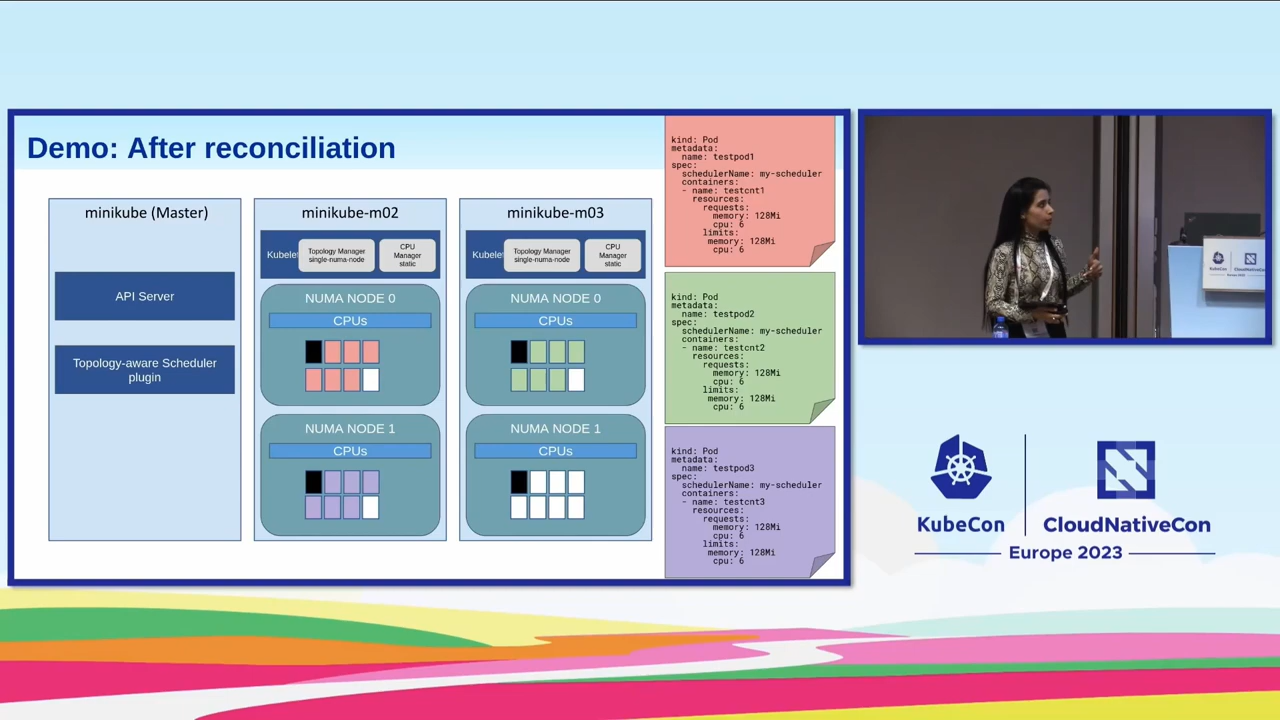 Demo: After reconciliation
minikube (Master)
API Server
Topology-aware Scheduler
plugin
minikube-m02
Kubelet
Topology Manager
single-numa-node
CPU
Manager
static
NUMA NODE 0
CPUs
NUMA NODE 1
CPUs
minikube-m03
Kubelet
Topology Manager
single-numa-node
CPU
Manager
static
NUMA NODE 0
CPUs
NUMA NODE 1
CPUs
kind: Pod
metadata:
name: testpod1
spec:
schedulerName: my-scheduler
containers:
- name: testcnt1
resources:
requests:
memory: 128Mi
cpu: 6
limits:
memory: 128Mi
cpu: 6
kind: Pod
metadata:
name: testpod2
spec:
schedulerName: my-scheduler
containers:
- name: testcnt2
resources:
requests:
memory: 128Mi
cpu: 6
limits:
memory: 128Mi
cpu: 6
kind: Pod
metadata:
name: testpod3
spec:
schedulerName: my-scheduler
containers:
- name: testcnt3
resources:
requests:
memory: 128Mi
cpu: 6
limits:
memory: 128Mi
cpu: 6
KubeCon
CloudNativeCon
Europe 2023
KubeCon
CloudNativeCon
Europe 2023